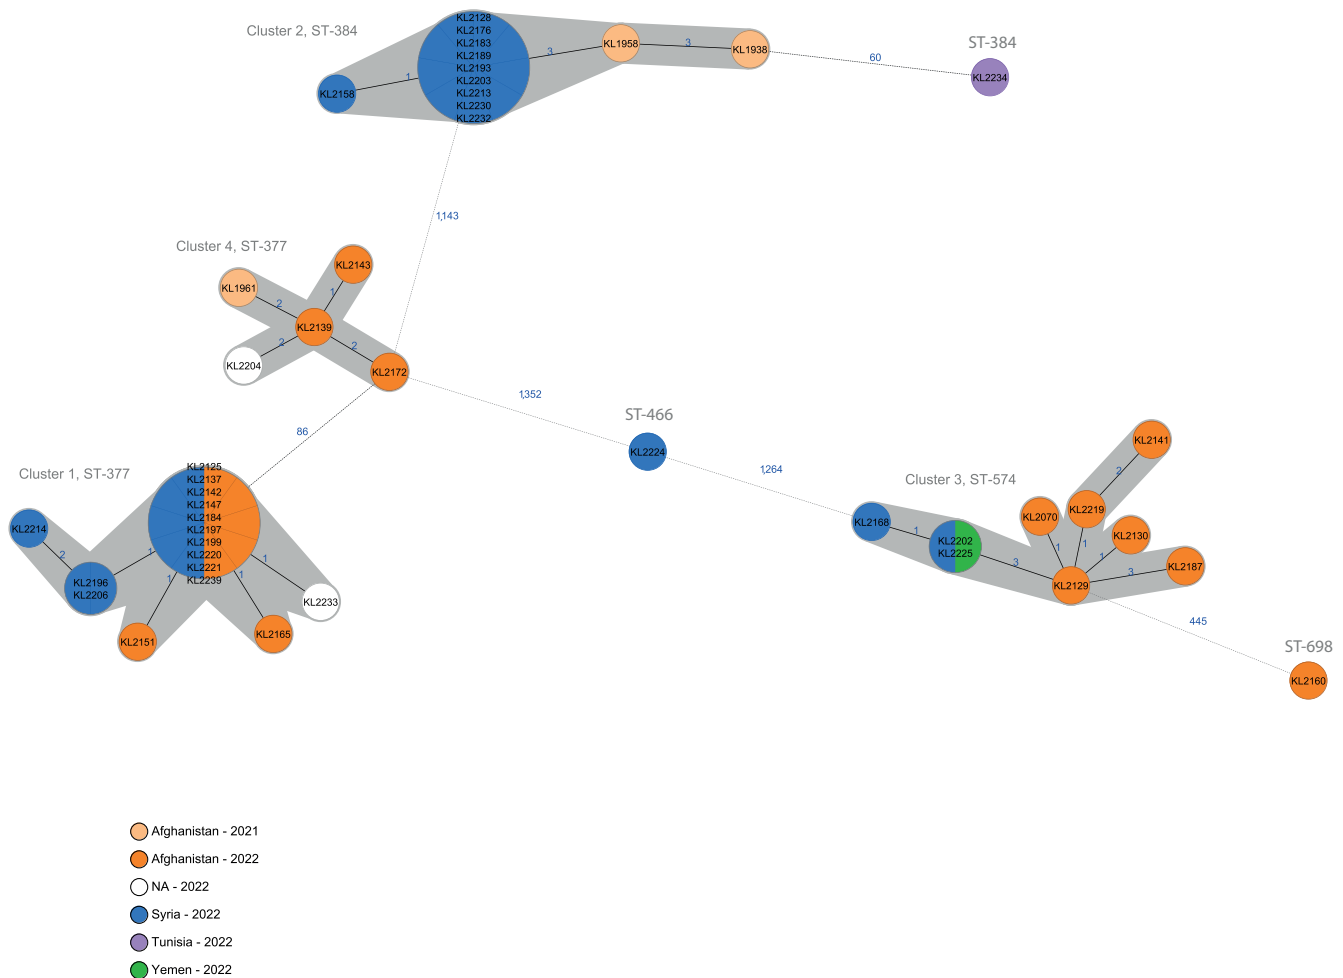 Cluster 2, ST-384
KL2128
KL2176
KL2183
KL2189
KL2193
KL2203
KL2213
KL2230
KL2232
KL2158
1
3
KL1958
3
KL1938
60
ST-384
KL2234
1,143
Cluster 4, ST-377
KL2143
KL1961
2
1
KL2139
2
2
KL2204
KL2172
86
1,352
ST-466
KL2224
1,264
Cluster 1, ST-377
KL2125
KL2137
KL2142
KL2147
KL2184
KL2197
KL2199
KL2220
KL2221
KL2239
KL2214
2
KL2196
KL2206
1
1
1
1
KL2151
KL2165
KL2233
Cluster 3, ST-574
KL2168
1
KL2202
KL2225
3
KL2070
1
KL2219
1
2
KL2141
KL2130
1
KL2187
3
KL2129
445
ST-698
KL2160
Afghanistan - 2021
Afghanistan - 2022
NA - 2022
Syria - 2022
Tunisia - 2022
Yemen - 2022